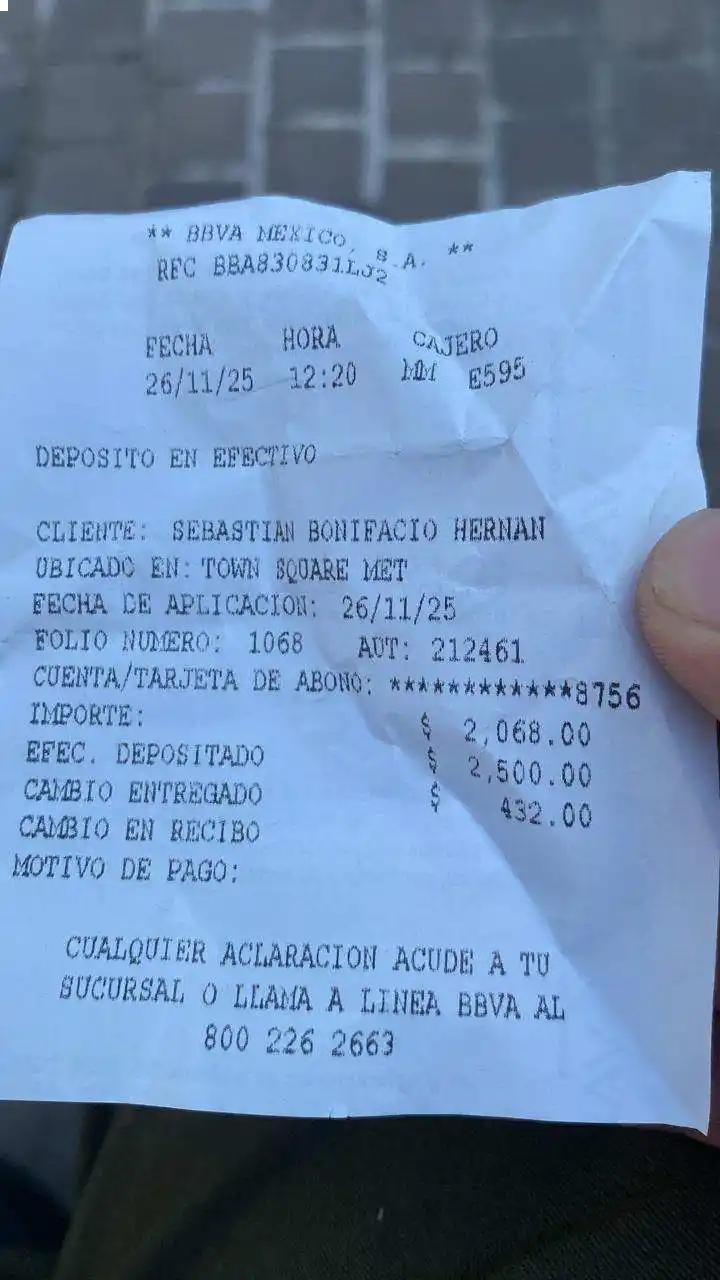 ** BBVA MEXICO, S.A. **
RFC BBA830831LJ2
FECHA HORA CAJERO
26/11/25 12:20 MM E595
DEPOSITO EN EFECTIVO
CLIENTE: SEBASTIAN BONIFACIO HERNAN
UBICADO EN: TOWN SQUARE MET
FECHA DE APLICACION: 26/11/25
FOLIO NUMERO: 1068 AUT: 212461
CUENTA/TARJETA DE ABONO: ************8756
IMPORTE: $ 2,068.00
EFEC. DEPOSITADO $ 2,500.00
CAMBIO ENTREGADO $ 432.00
CAMBIO EN RECIBO
MOTIVO DE PAGO:
CUALQUIER ACLARACION ACUDE A TU
SUCURSAL O LLAMA A LINEA BBVA AL
800 226 2663